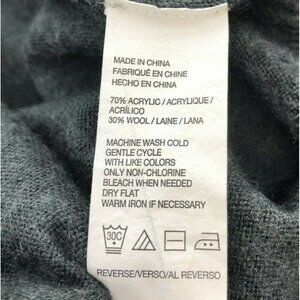 MADE IN CHINA
FABRIQUÉ EN CHINE
HECHO EN CHINA
70% ACRYLIC / ACRYLIQUE /
ACRÍLICO
30% WOOL / LAINE / LANA
MACHINE WASH COLD
GENTLE CYCLE
WITH LIKE COLORS
ONLY NON-CHLORINE
BLEACH WHEN NEEDED
DRY FLAT
WARM IRON IF NECESSARY
30C
REVERSE/VERSO/AL REVERSO